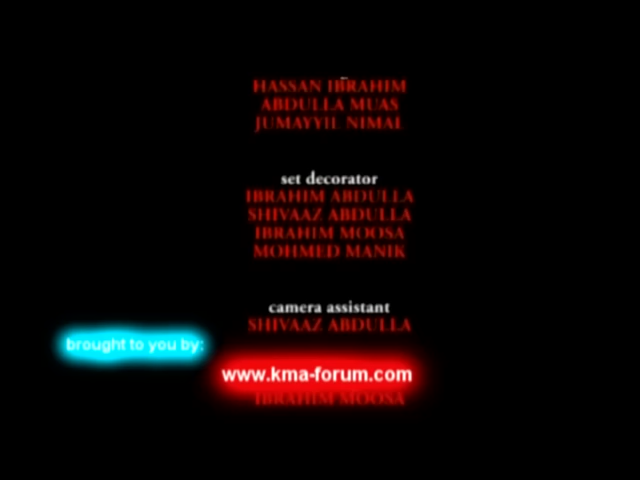 HASSAN IBRAHIM
ABDULLA MUAS
JUMAYYIL NIMAL
set decorator
IBRAHIM ABDULLA
SHIVAAZ ABDULLA
IBRAHIM MOOSA
MOHMED MANIK
camera assistant
SHIVAAZ ABDULLA
brought to you by:
www.kma-forum.com
IBRAHIM MOOSA